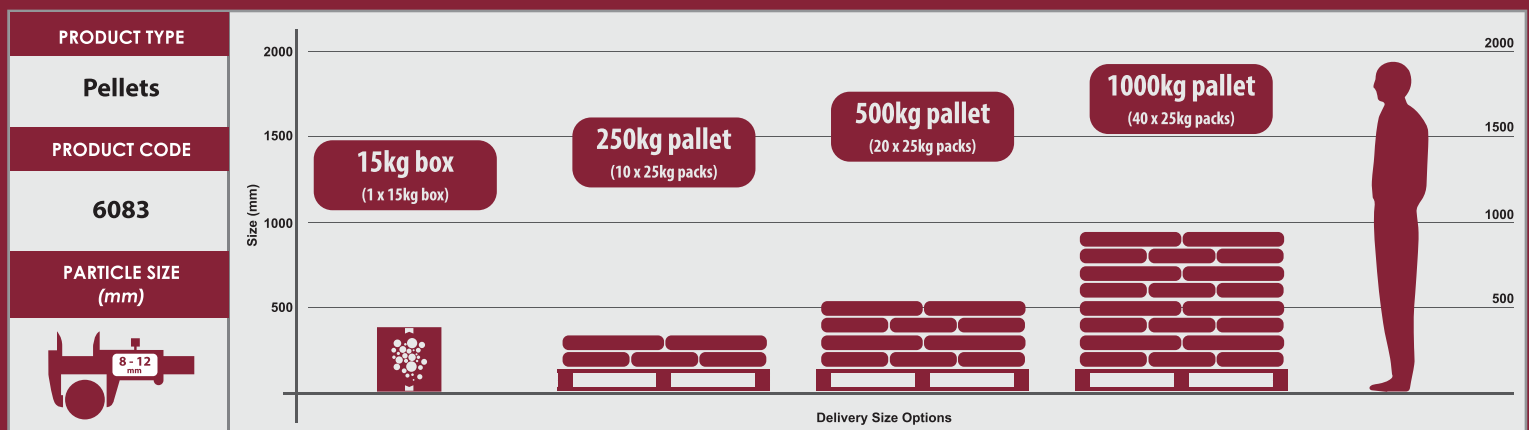 PRODUCT TYPE
Pellets
PRODUCT CODE
6083
PARTICLE SIZE
(mm)
8 - 12
mm
Size (mm)
2000
1500
1000
500
15kg box
(1 x 15kg box)
250kg pallet
(10 x 25kg packs)
500kg pallet
(20 x 25kg packs)
1000kg pallet
(40 x 25kg packs)
2000
1500
1000
500
Delivery Size Options